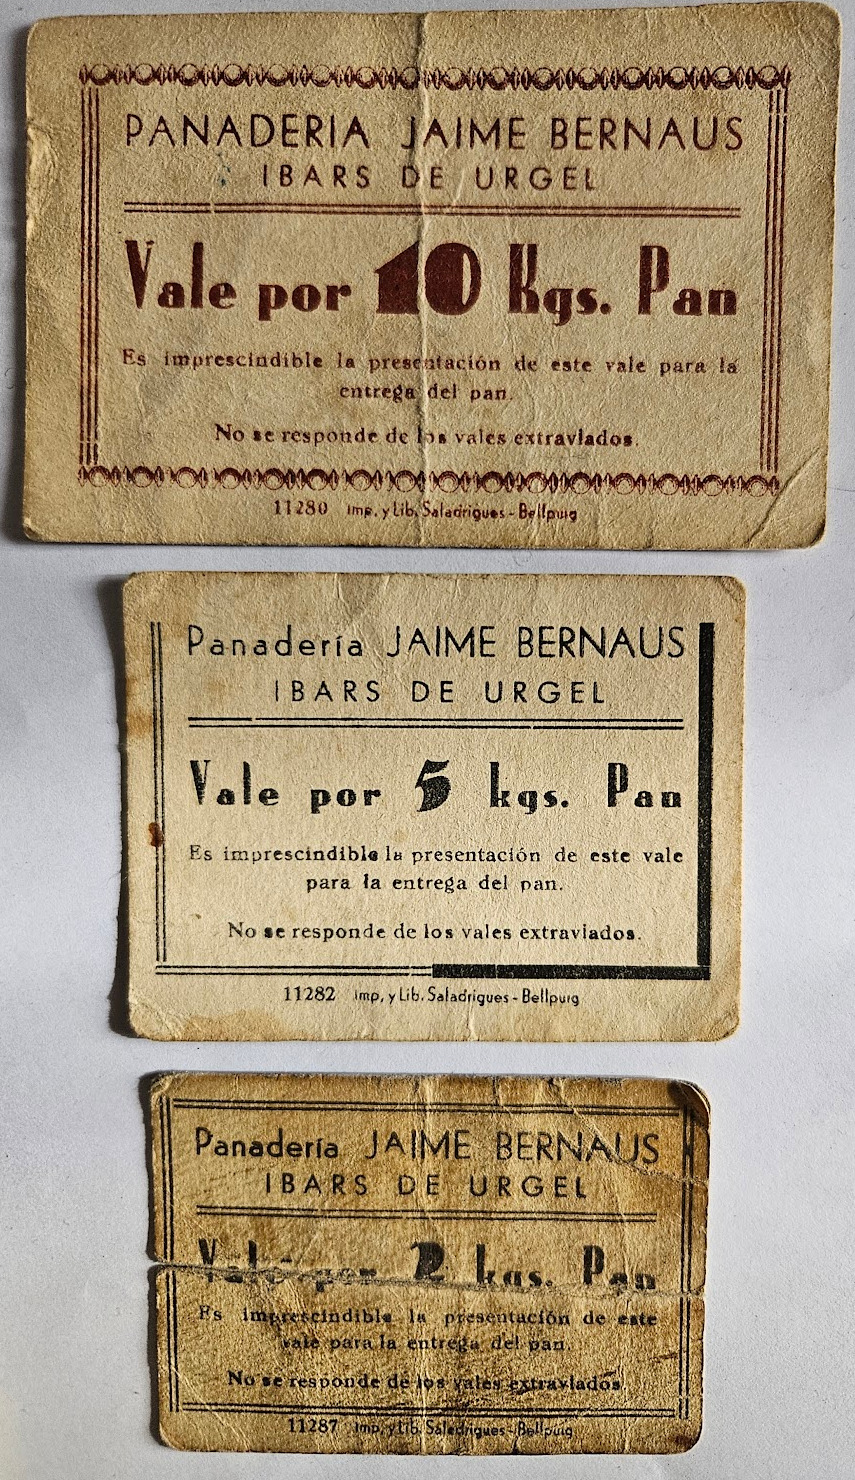 PANADERIA JAIME BERNAUS
IBARS DE URGEL
Vale por 10 Kgs. Pan
Es imprescindible la presentación de este vale para la
entrega del pan.
No se responde de los vales extraviados.
11280 Imp. y Lib. Saladrigues - Bellpuig
Panadería JAIME BERNAUS
IBARS DE URGEL
Vale por 5 kgs. Pan
Es imprescindible la presentación de este vale
para la entrega del pan.
No se responde de los vales extraviados.
11282 Imp. y Lib. Saladrigues - Bellpuig
Panadería JAIME BERNAUS
IBARS DE URGEL
Vale por 2 kgs. Pan
Es imprescindible la presentación de este
vale para la entrega del pan.
No se responde de los vales extraviados.
11287 Imp. y Lib. Saladrigues - Bellpuig